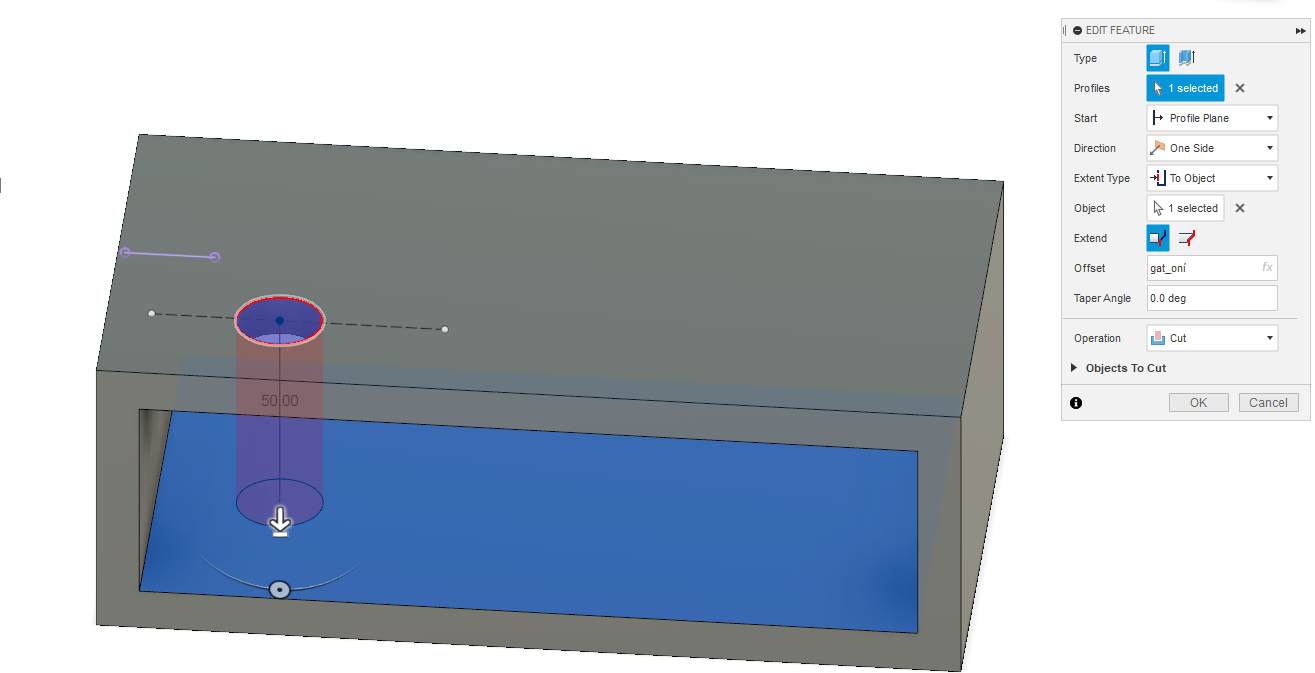 EDIT FEATURE
Type
Profiles 1 selected
Start Profile Plane
Direction One Side
Extent Type To Object
Object 1 selected
Extend
Offset gat_oní fx
Taper Angle 0.0 deg
Operation Cut
Objects To Cut
OK Cancel
50.00